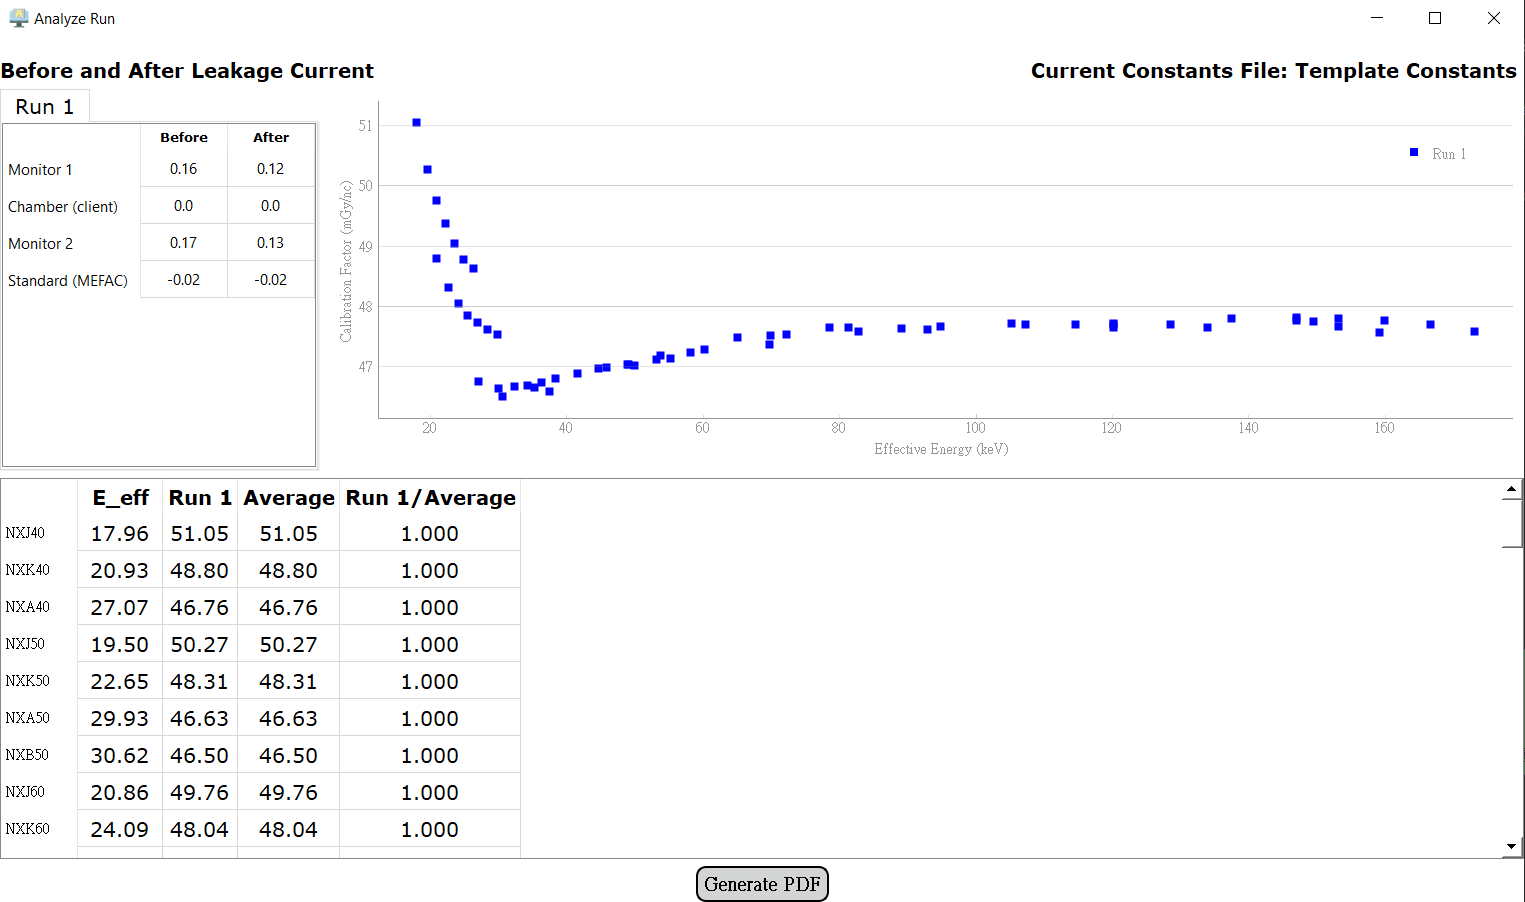 Analyze Run
Before and After Leakage Current
Current Constants File: Template Constants
Run 1
Before After
Monitor 1 0.16 0.12
Chamber (client) 0.0 0.0
Monitor 2 0.17 0.13
Standard (MEFAC) -0.02 -0.02
Calibration Factor (mGy/nc)
51
50
49
48
47
Run 1
20 40 60 80 100 120 140 160
Effective Energy (keV)
E_eff Run 1 Average Run 1/Average
NXJ40 17.96 51.05 51.05 1.000
NXK40 20.93 48.80 48.80 1.000
NXA40 27.07 46.76 46.76 1.000
NXJ50 19.50 50.27 50.27 1.000
NXK50 22.65 48.31 48.31 1.000
NXA50 29.93 46.63 46.63 1.000
NXB50 30.62 46.50 46.50 1.000
NXJ60 20.86 49.76 49.76 1.000
NXK60 24.09 48.04 48.04 1.000
Generate PDF